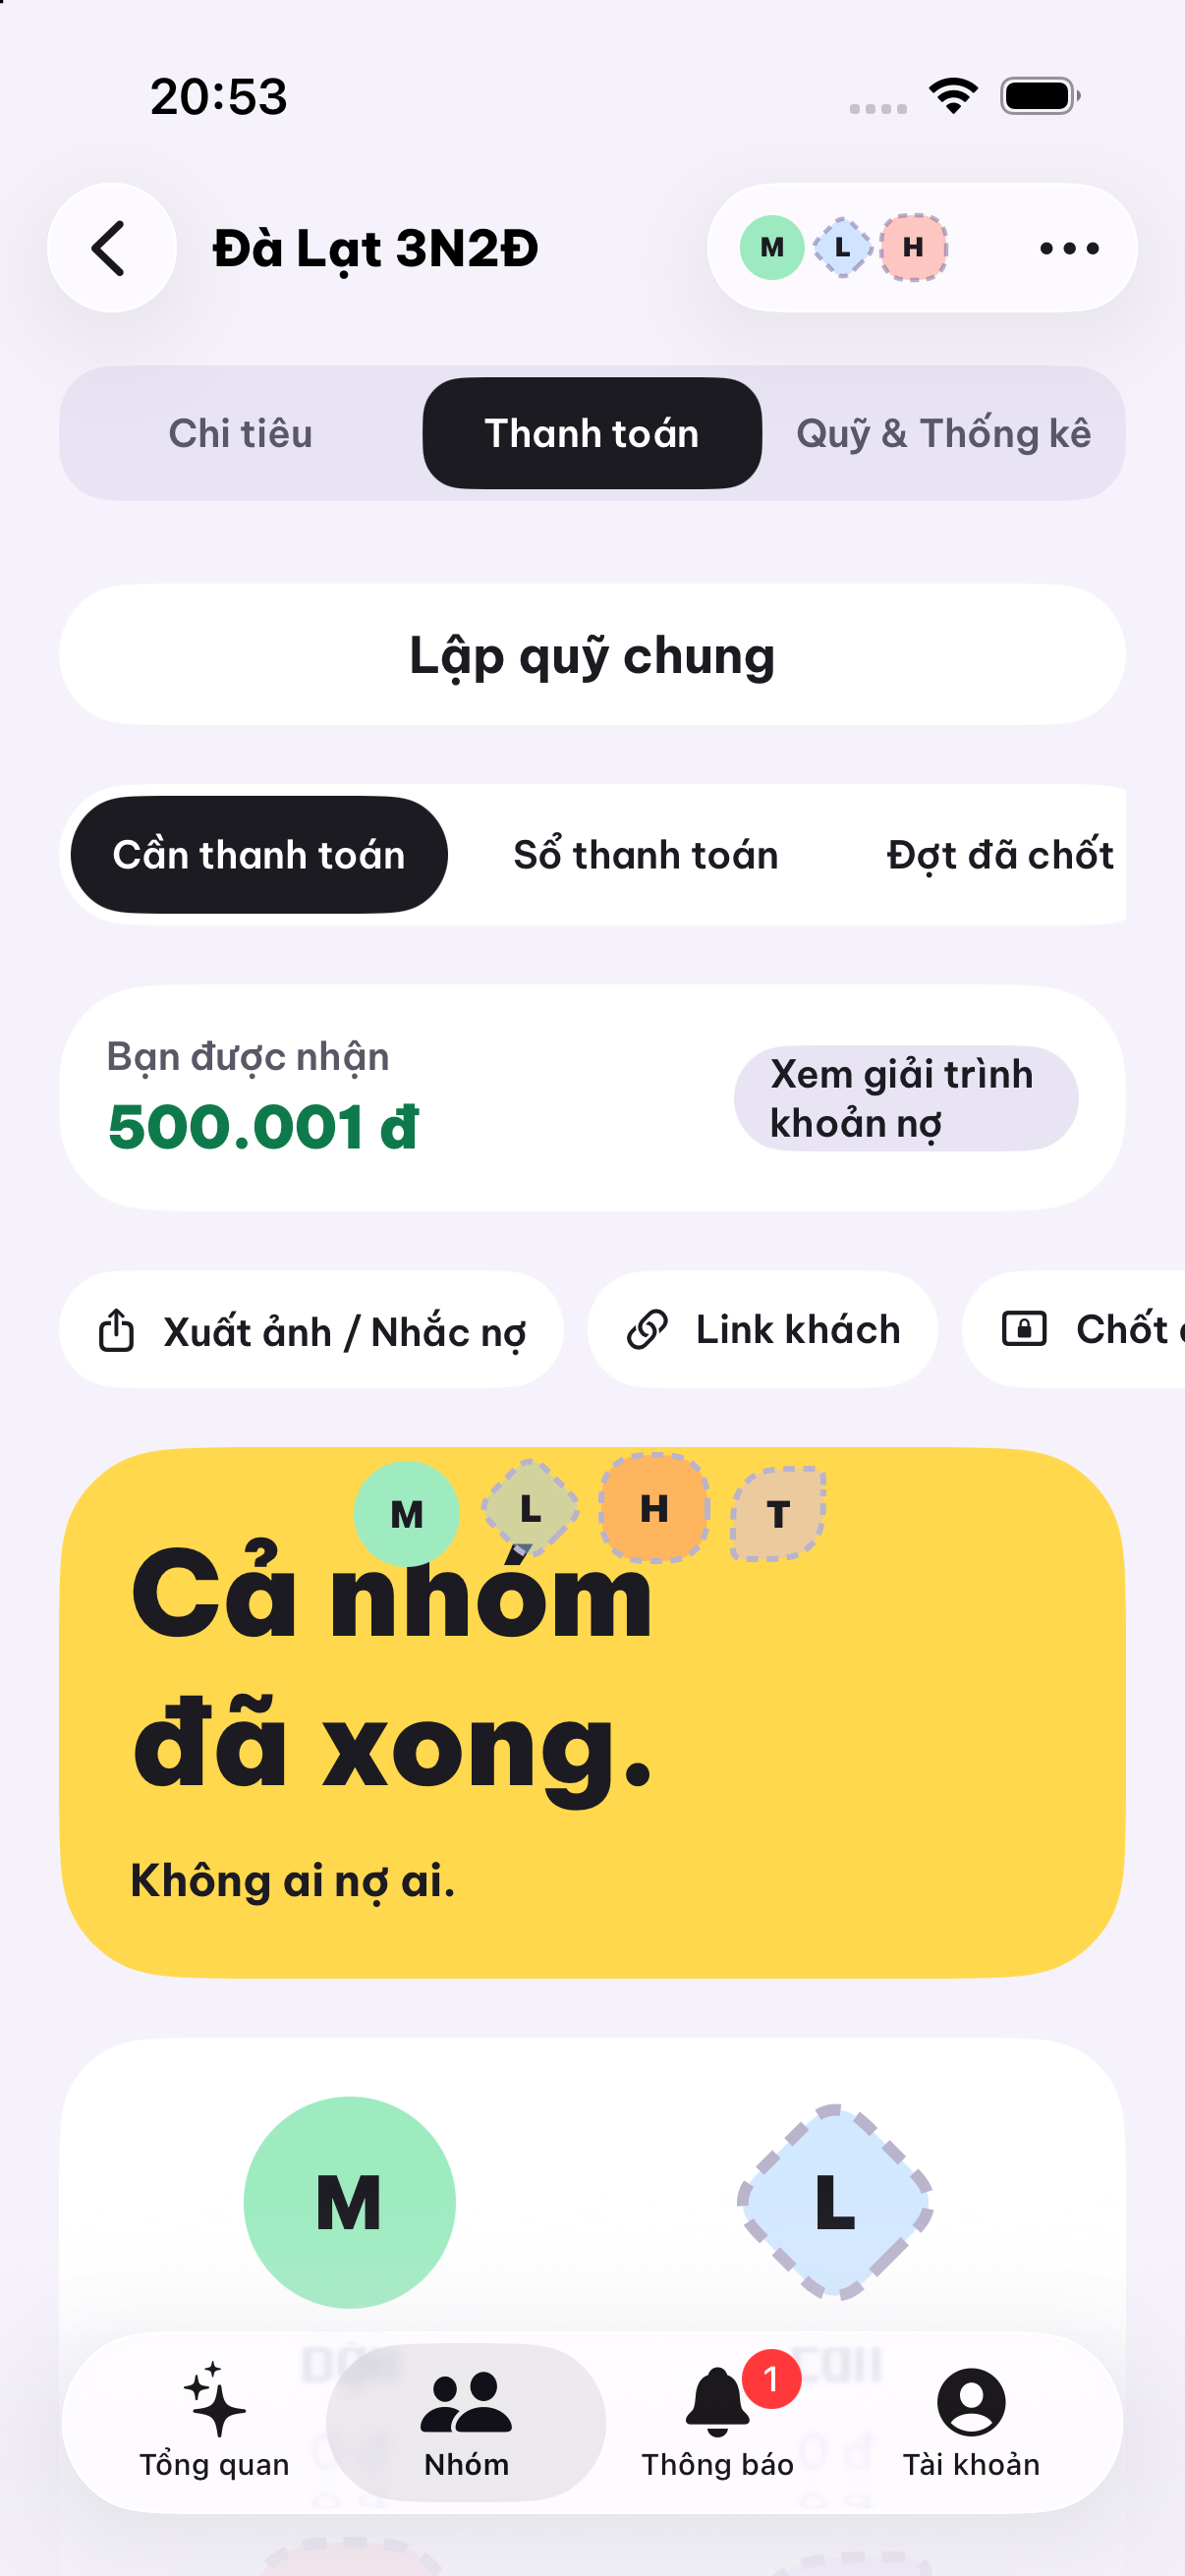 20:53
Đà Lạt 3N2Đ
M L H
Chi tiêu
Thanh toán
Quỹ & Thống kê
Lập quỹ chung
Cần thanh toán
Sổ thanh toán
Đợt đã chốt
Bạn được nhận
500.001 đ
Xem giải trình
khoản nợ
Xuất ảnh / Nhắc nợ
Link khách
Chốt
M L H T
Cả nhóm
đã xong.
Không ai nợ ai.
M
L
1
Tổng quan
Nhóm
Thông báo
Tài khoản